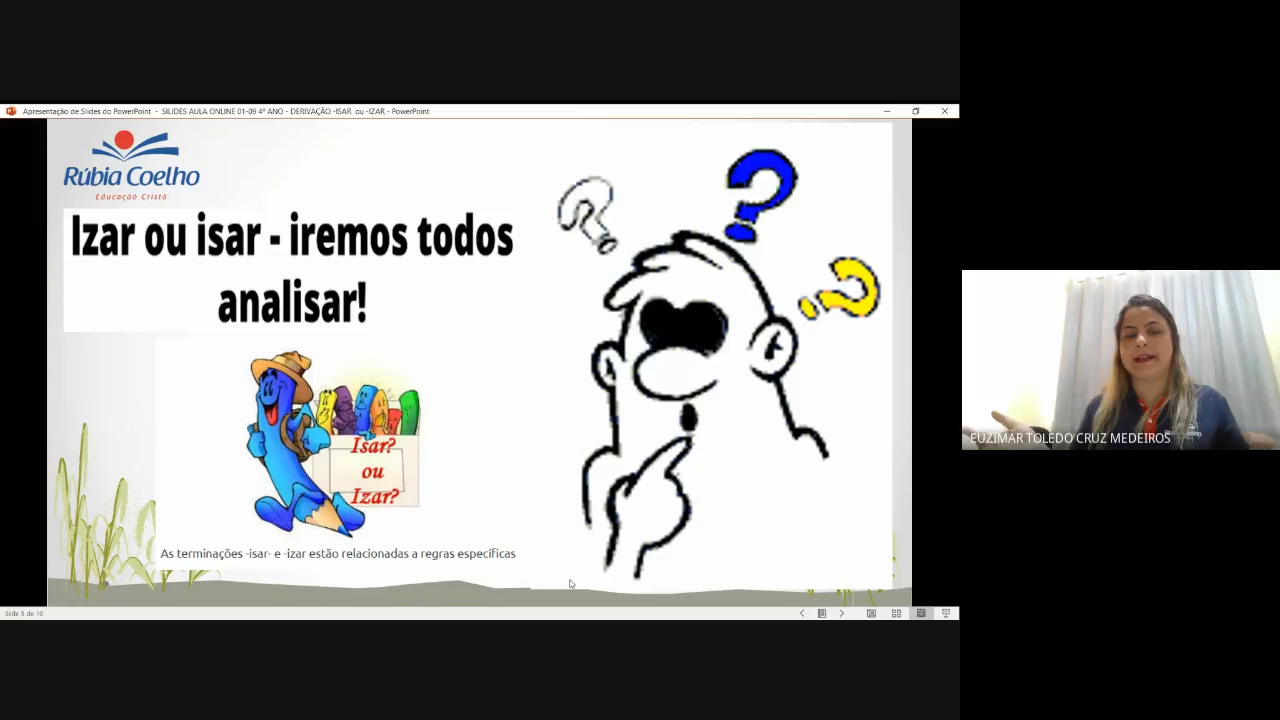 Apresentação de Slides do PowerPoint - SILIDES AULA ONLINE 01-09 4º ANO - DERIVAÇÃO -ISAR ou -IZAR - PowerPoint
Rúbia Coelho
Educação Cristã
Izar ou isar - iremos todos
analisar!
Isar?
ou
Izar?
As terminações -isar- e -izar estão relacionadas a regras específicas
EUZIMAR TOLEDO CRUZ MEDEIROS
Slide 5 de 10